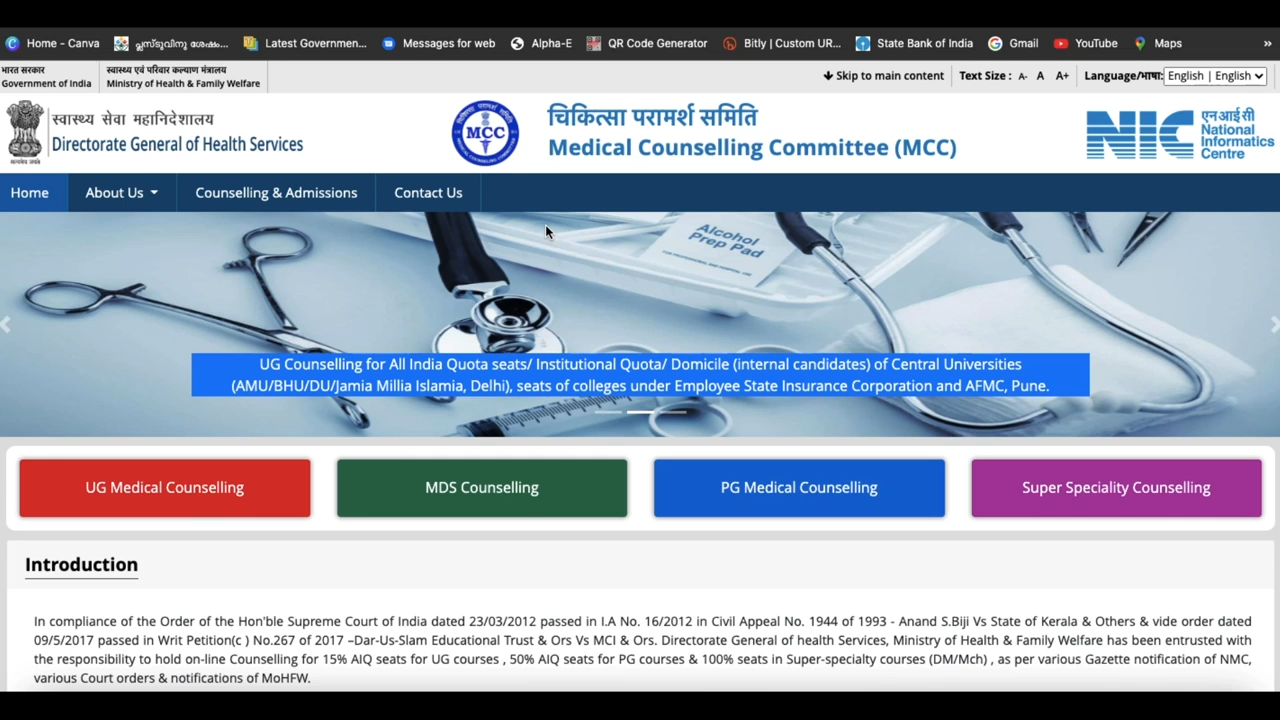 Home - Canva പ്ലസ്ടുവിനു ശേഷം... Latest Governmen... Messages for web Alpha-E QR Code Generator Bitly | Custom UR... State Bank of India Gmail YouTube Maps »
भारत सरकार
Government of India
स्वास्थ्य एवं परिवार कल्याण मंत्रालय
Ministry of Health & Family Welfare
Skip to main content Text Size : A- A A+ Language/भाषा: English | English
स्वास्थ्य सेवा महानिदेशालय
Directorate General of Health Services
सत्यमेव जयते
MCC
चिकित्सा परामर्श समिति
Medical Counselling Committee (MCC)
NIC
एनआईसी
National
Informatics
Centre
Home About Us Counselling & Admissions Contact Us
Alcohol
Prep Pad
UG Counselling for All India Quota seats/ Institutional Quota/ Domicile (internal candidates) of Central Universities
(AMU/BHU/DU/Jamia Millia Islamia, Delhi), seats of colleges under Employee State Insurance Corporation and AFMC, Pune.
UG Medical Counselling MDS Counselling PG Medical Counselling Super Speciality Counselling
Introduction
In compliance of the Order of the Hon'ble Supreme Court of India dated 23/03/2012 passed in I.A No. 16/2012 in Civil Appeal No. 1944 of 1993 - Anand S.Biji Vs State of Kerala & Others & vide order dated
09/5/2017 passed in Writ Petition(c ) No.267 of 2017 –Dar-Us-Slam Educational Trust & Ors Vs MCI & Ors. Directorate General of health Services, Ministry of Health & Family Welfare has been entrusted with
the responsibility to hold on-line Counselling for 15% AIQ seats for UG courses , 50% AIQ seats for PG courses & 100% seats in Super-specialty courses (DM/Mch) , as per various Gazette notification of NMC,
various Court orders & notifications of MoHFW.